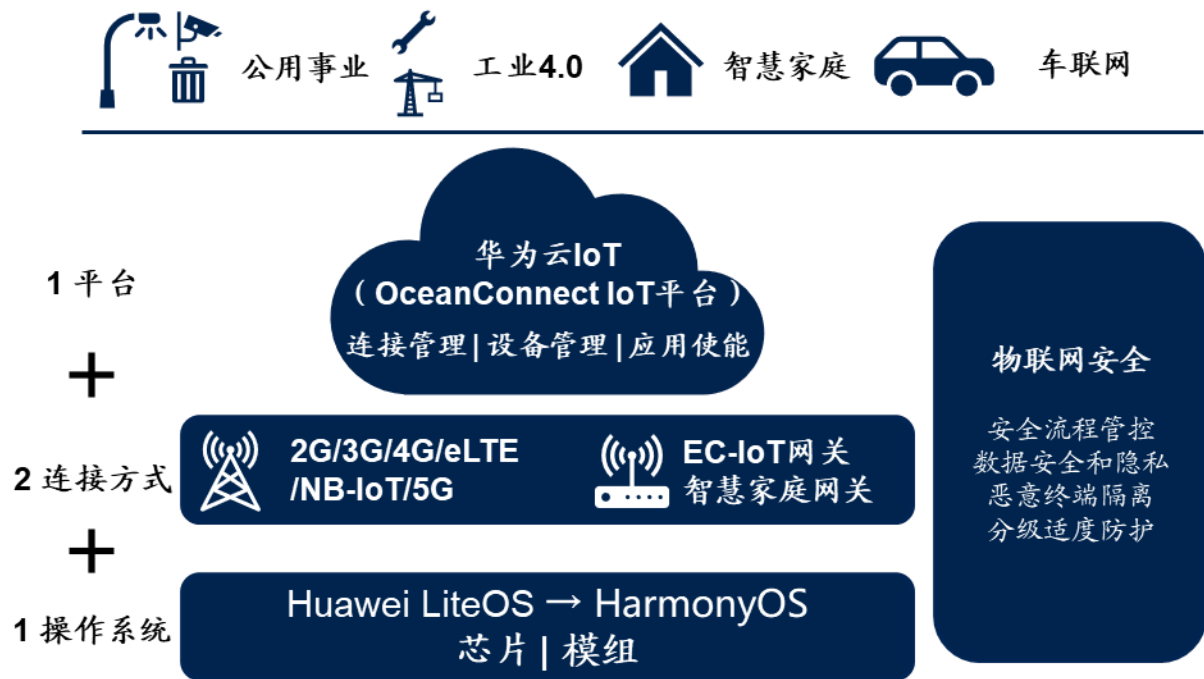 公用事业
工业4.0
智慧家庭
车联网
1 平台
华为云IoT
（OceanConnect IoT平台）
连接管理|设备管理|应用使能
2 连接方式
2G/3G/4G/eLTE
/NB-IoT/5G
EC-IoT网关
智慧家庭网关
1 操作系统
Huawei LiteOS → HarmonyOS
芯片 | 模组
物联网安全
安全流程管控
数据安全和隐私
恶意终端隔离
分级适度防护